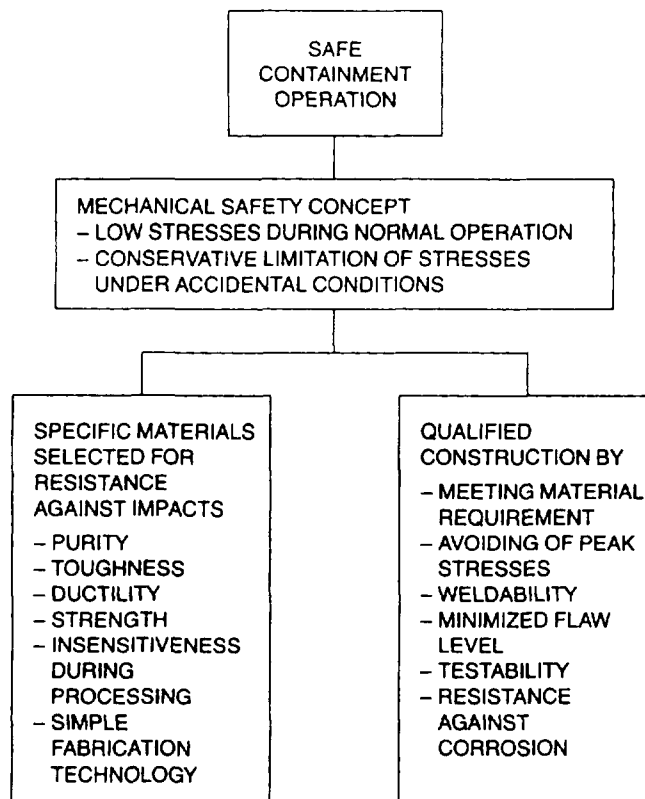 SAFE
CONTAINMENT
OPERATION
MECHANICAL SAFETY CONCEPT
– LOW STRESSES DURING NORMAL OPERATION
– CONSERVATIVE LIMITATION OF STRESSES
UNDER ACCIDENTAL CONDITIONS
SPECIFIC MATERIALS
SELECTED FOR
RESISTANCE
AGAINST IMPACTS
– PURITY
– TOUGHNESS
– DUCTILITY
– STRENGTH
– INSENSITIVENESS
DURING
PROCESSING
– SIMPLE
FABRICATION
TECHNOLOGY
QUALIFIED
CONSTRUCTION BY
– MEETING MATERIAL
REQUIREMENT
– AVOIDING OF PEAK
STRESSES
– WELDABILITY
– MINIMIZED FLAW
LEVEL
– TESTABILITY
– RESISTANCE
AGAINST
CORROSION